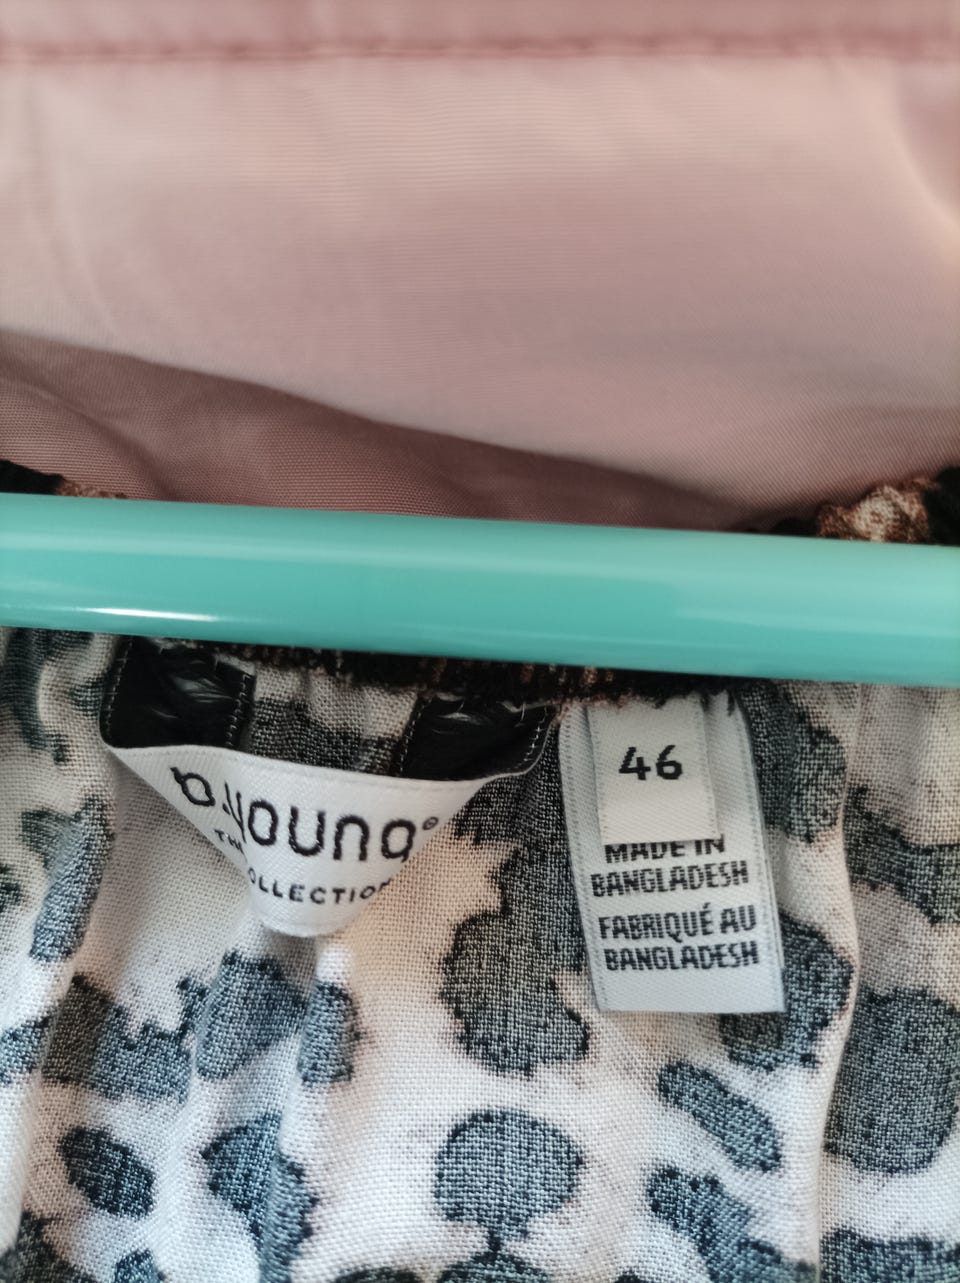 b.young®
COLLECTION
46
MADE IN
BANGLADESH
FABRIQUÉ AU
BANGLADESH